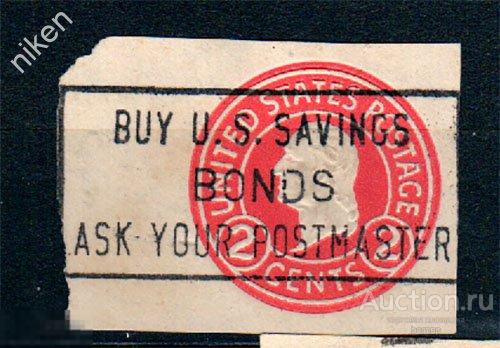 niken
BUY U.S. SAVINGS
BONDS
ASK YOUR POSTMASTER
UNITED STATES POSTAGE
2 CENTS
Auction.ru